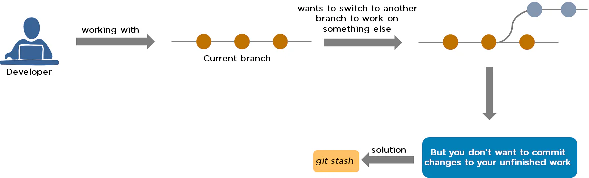 working with
wants to switch to another
branch to work on
something else
Developer
Current branch
But you don't want to commit
changes to your unfinished work
solution
git stash